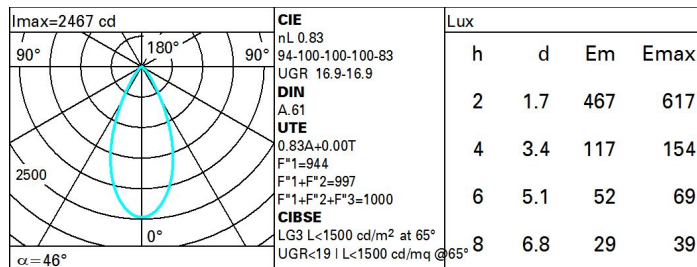 Imax=2467 cd
90° 180° 90°
2500
0°
α=46°
CIE
nL 0.83
94-100-100-100-83
UGR 16.9-16.9
DIN
A.61
UTE
0.83A+0.00T
F"1=944
F"1+F"2=997
F"1+F"2+F"3=1000
CIBSE
LG3 L<1500 cd/m² at 65°
UGR<19 | L<1500 cd/mq @65°
Lux
h d Em Emax
2 1.7 467 617
4 3.4 117 154
6 5.1 52 69
8 6.8 29 39